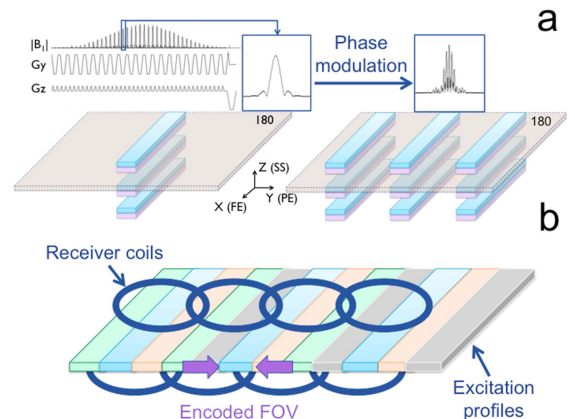 a
|B1|
Gy
Gz
Phase
modulation
180
180
Z (SS)
Y (PE)
X (FE)
b
Receiver coils
Encoded FOV
Excitation
profiles